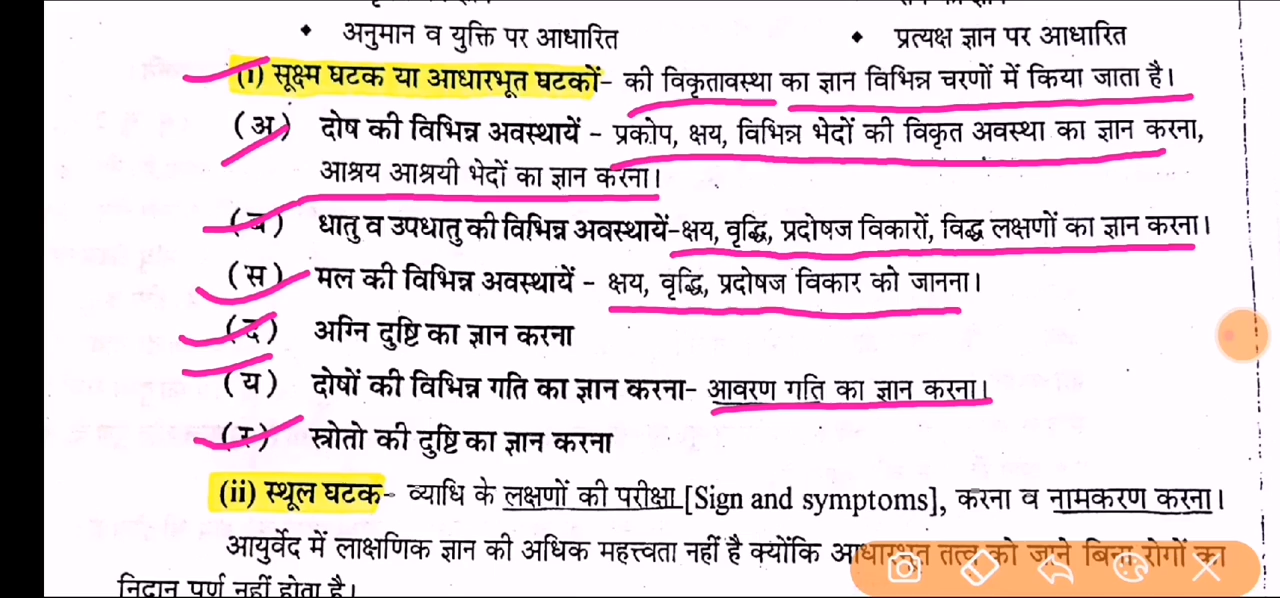 • अनुमान व युक्ति पर आधारित • प्रत्यक्ष ज्ञान पर आधारित
(i) सूक्ष्म घटक या आधारभूत घटकों- की विकृतावस्था का ज्ञान विभिन्न चरणों में किया जाता है।
(अ) दोष की विभिन्न अवस्थायें - प्रकोप, क्षय, विभिन्न भेदों की विकृत अवस्था का ज्ञान करना,
आश्रय आश्रयी भेदों का ज्ञान करना।
(ब) धातु व उपधातु की विभिन्न अवस्थायें-क्षय, वृद्धि, प्रदोषज विकारों, विद्ध लक्षणों का ज्ञान करना।
(स) मल की विभिन्न अवस्थायें - क्षय, वृद्धि, प्रदोषज विकार को जानना।
(द) अग्नि दुष्टि का ज्ञान करना
(य) दोषों की विभिन्न गति का ज्ञान करना- आवरण गति का ज्ञान करना।
(र) स्रोतो की दुष्टि का ज्ञान करना
(ii) स्थूल घटक- व्याधि के लक्षणों की परीक्षा [Sign and symptoms], करना व नामकरण करना।
आयुर्वेद में लाक्षणिक ज्ञान की अधिक महत्त्वता नहीं है क्योंकि आधारभूत तत्व को जाने बिना रोगों का
निदान पूर्ण नहीं होता है।